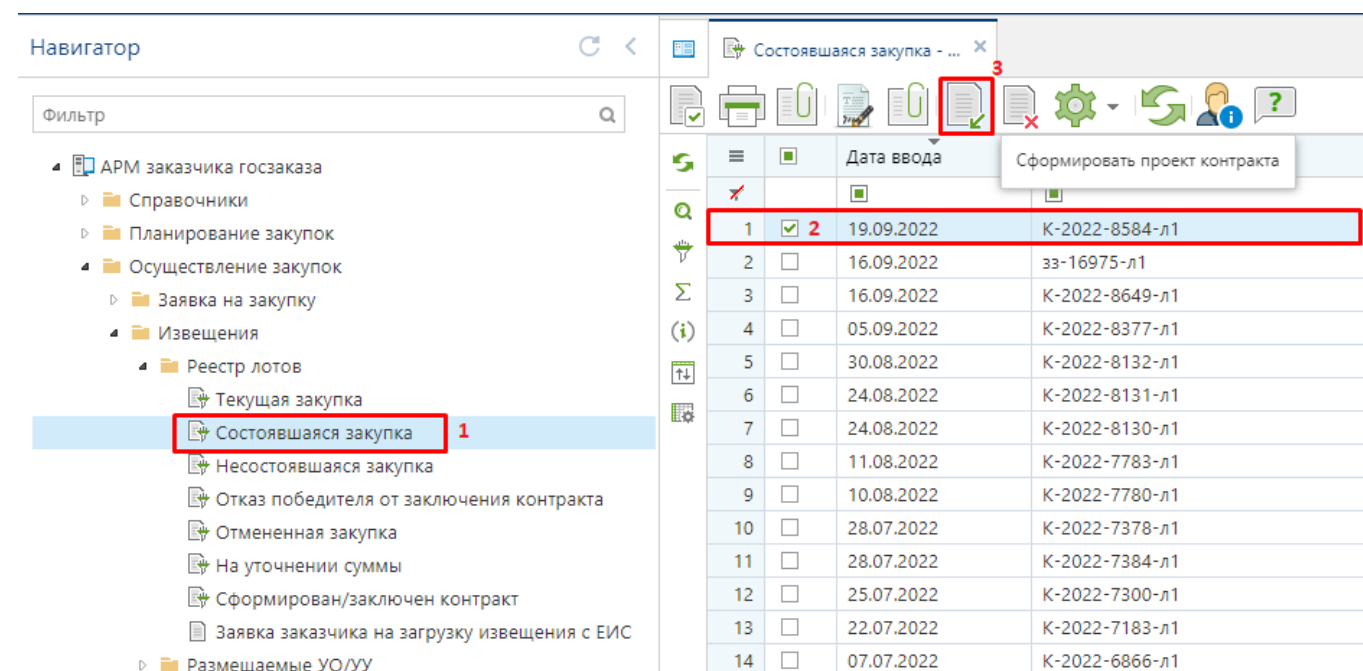 Навигатор
Фильтр
АРМ заказчика госзаказа
Справочники
Планирование закупок
Осуществление закупок
Заявка на закупку
Извещения
Реестр лотов
Текущая закупка
Состоявшаяся закупка 1
Несостоявшаяся закупка
Отказ победителя от заключения контракта
Отмененная закупка
На уточнении суммы
Сформирован/заключен контракт
Заявка заказчика на загрузку извещения с ЕИС
Размещаемые УО/УУ
Состоявшаяся закупка - ...
3
Дата ввода
Сформировать проект контракта
1 2 19.09.2022 К-2022-8584-л1
2 16.09.2022 зз-16975-л1
3 16.09.2022 К-2022-8649-л1
4 05.09.2022 К-2022-8377-л1
5 30.08.2022 К-2022-8132-л1
6 24.08.2022 К-2022-8131-л1
7 24.08.2022 К-2022-8130-л1
8 11.08.2022 К-2022-7783-л1
9 10.08.2022 К-2022-7780-л1
10 28.07.2022 К-2022-7378-л1
11 28.07.2022 К-2022-7384-л1
12 25.07.2022 К-2022-7300-л1
13 22.07.2022 К-2022-7183-л1
14 07.07.2022 К-2022-6866-л1